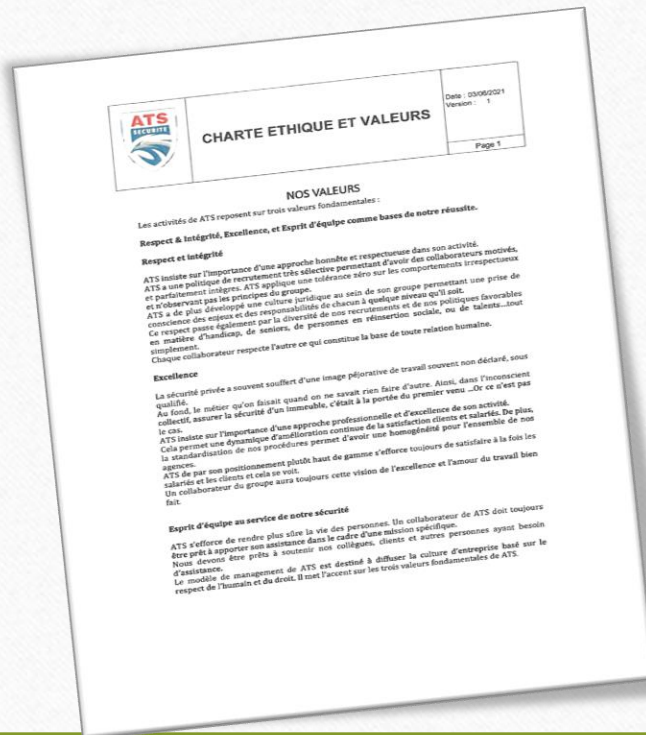 ATS
SECURITE
CHARTE ETHIQUE ET VALEURS
Date : 03/06/2021
Version : 1
Page 1
NOS VALEURS
Les activités de ATS reposent sur trois valeurs fondamentales :
Respect & Intégrité, Excellence, et Esprit d'équipe comme bases de notre réussite.
Respect et intégrité
ATS insiste sur l'importance d'une approche honnête et respectueuse dans son activité.
ATS a une politique de recrutement très sélective permettant d'avoir des collaborateurs motivés,
et parfaitement intègres. ATS applique une tolérance zéro sur les comportements irrespectueux
et n'observant pas les principes du groupe.
ATS a de plus développé une culture juridique au sein de son groupe permettant une prise de
conscience des enjeux et des responsabilités de chacun à quelque niveau qu'il soit.
Ce respect passe également par la diversité de nos recrutements et de nos politiques favorables
en matière d'handicap, de seniors, de personnes en réinsertion sociale, ou de talents...tout
simplement.
Chaque collaborateur respecte l'autre ce qui constitue la base de toute relation humaine.
Excellence
La sécurité privée a souvent souffert d'une image péjorative de travail souvent non déclaré, sous
qualifié.
Au fond, le métier qu'on faisait quand on ne savait rien faire d'autre. Ainsi, dans l'inconscient
collectif, assurer la sécurité d'un immeuble, c'était à la portée du premier venu ...Or ce n'est pas
le cas.
ATS insiste sur l'importance d'une approche professionnelle et d'excellence de son activité.
Cela permet une dynamique d'amélioration continue de la satisfaction clients et salariés. De plus,
la standardisation de nos procédures permet d'avoir une homogénéité pour l'ensemble de nos
agences.
ATS de par son positionnement plutôt haut de gamme s'efforce toujours de satisfaire à la fois les
salariés et les clients et cela se voit.
Un collaborateur du groupe aura toujours cette vision de l'excellence et l'amour du travail bien
fait.
Esprit d'équipe au service de notre sécurité
ATS s'efforce de rendre plus sûre la vie des personnes. Un collaborateur de ATS doit toujours
être prêt à apporter son assistance dans le cadre d'une mission spécifique.
Nous devons être prêts à soutenir nos collègues, clients et autres personnes ayant besoin
d'assistance.
Le modèle de management de ATS est destiné à diffuser la culture d'entreprise basé sur le
respect de l'humain et du droit. Il met l'accent sur les trois valeurs fondamentales de ATS.